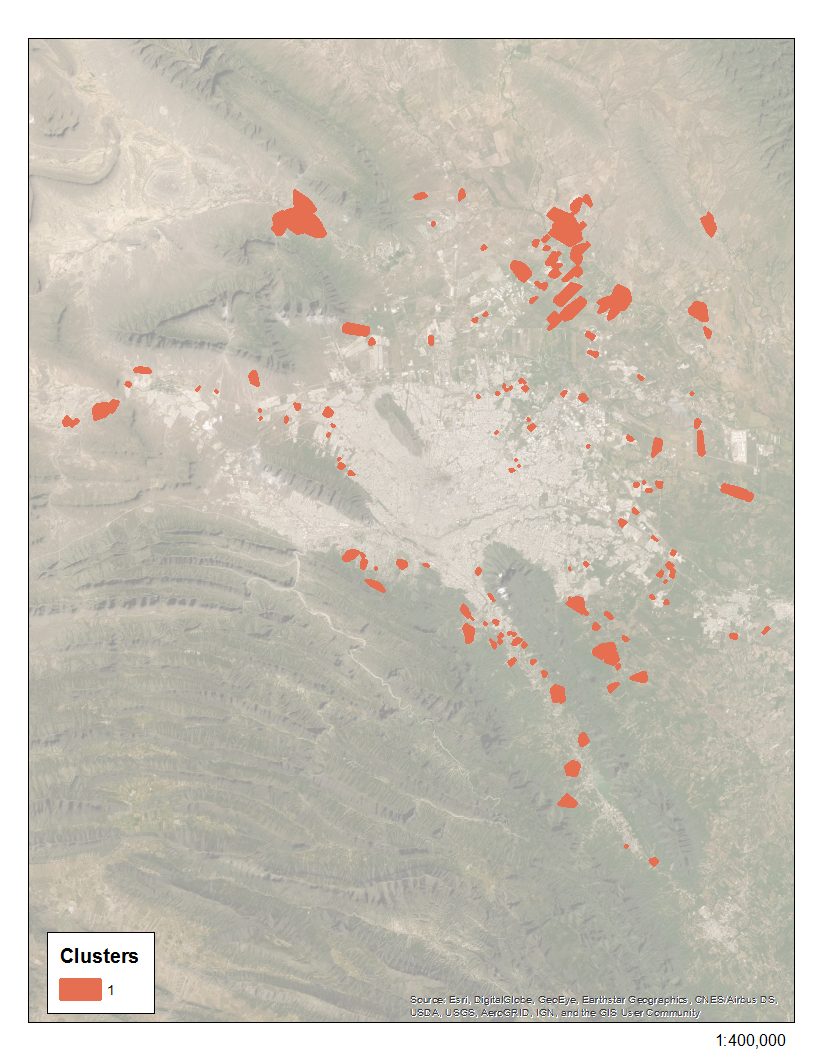 Clusters
1
Source: Esri, DigitalGlobe, GeoEye, Earthstar Geographics, CNES/Airbus DS,
USDA, USGS, AeroGRID, IGN, and the GIS User Community
1:400,000